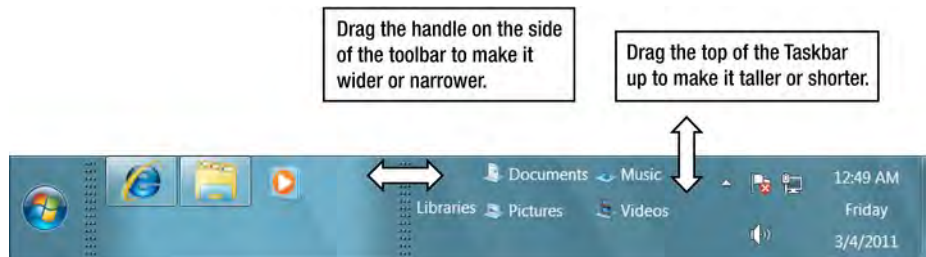 Drag the handle on the side
of the toolbar to make it
wider or narrower.
Drag the top of the Taskbar
up to make it taller or shorter.
Libraries
Documents
Music
Pictures
Videos
12:49 AM
Friday
3/4/2011